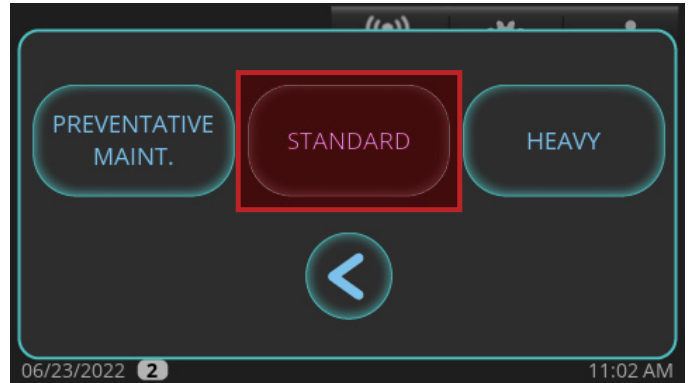 PREVENTATIVE
MAINT.
STANDARD
HEAVY
06/23/2022 2
11:02 AM